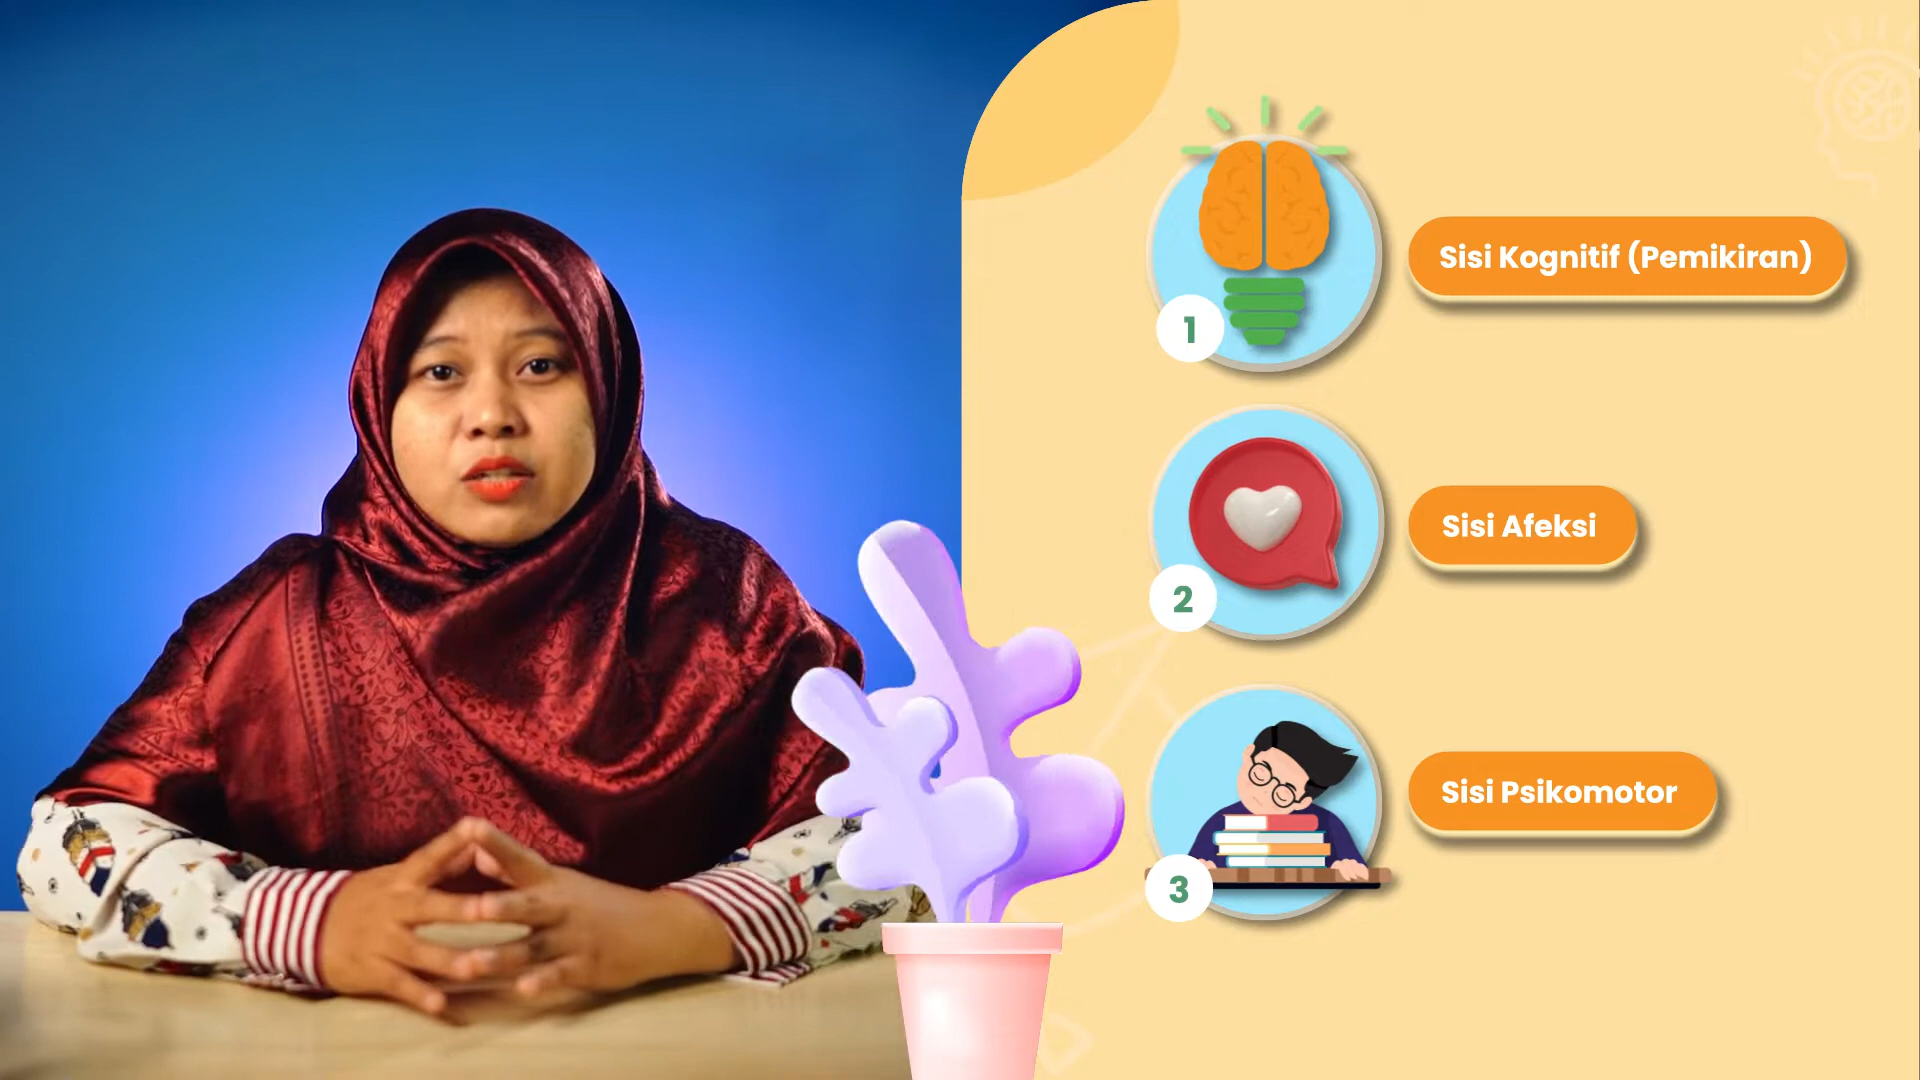 1
Sisi Kognitif (Pemikiran)
2
Sisi Afeksi
3
Sisi Psikomotor